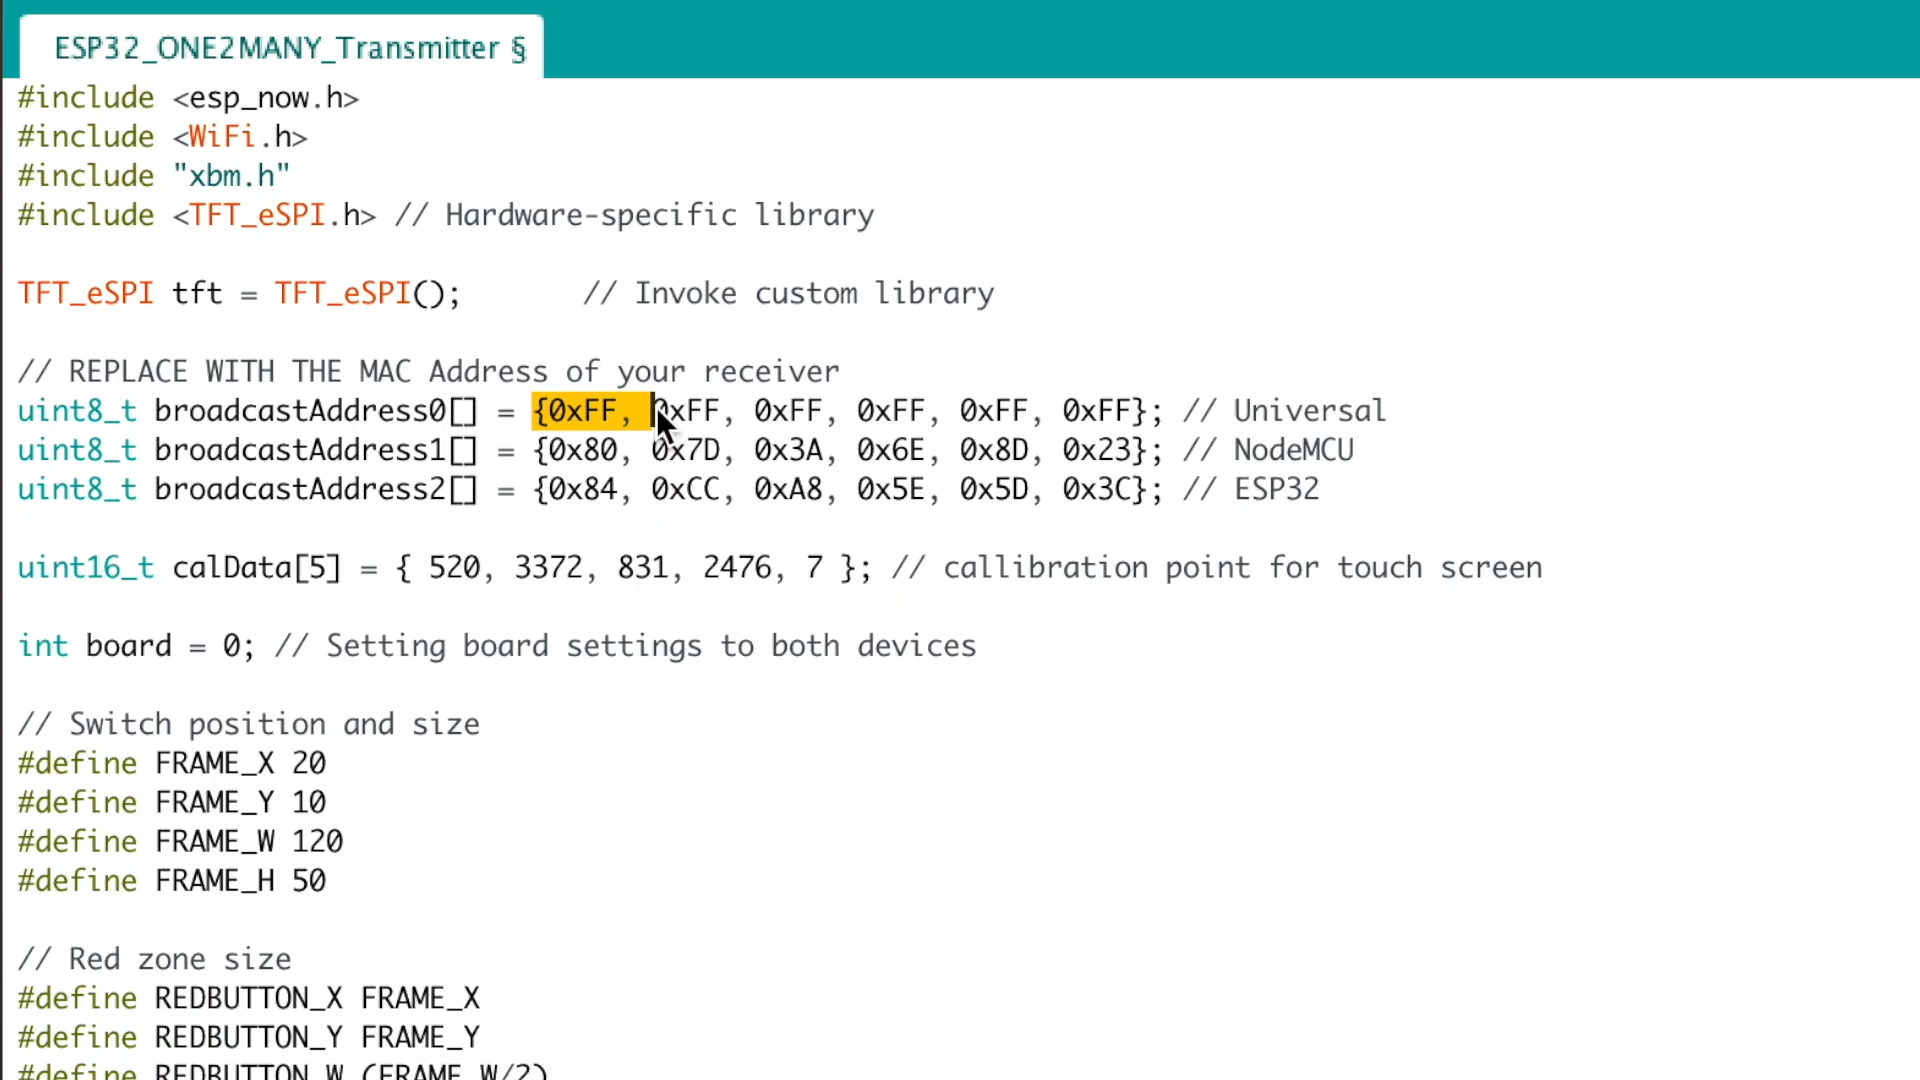 ESP32_ONE2MANY_Transmitter §
#include <esp_now.h>
#include <WiFi.h>
#include "xbm.h"
#include <TFT_eSPI.h> // Hardware-specific library
TFT_eSPI tft = TFT_eSPI();       // Invoke custom library
// REPLACE WITH THE MAC Address of your receiver
uint8_t broadcastAddress0[] = {0xFF, 0xFF, 0xFF, 0xFF, 0xFF, 0xFF}; // Universal
uint8_t broadcastAddress1[] = {0x80, 0x7D, 0x3A, 0x6E, 0x8D, 0x23}; // NodeMCU
uint8_t broadcastAddress2[] = {0x84, 0xCC, 0xA8, 0x5E, 0x5D, 0x3C}; // ESP32
uint16_t calData[5] = { 520, 3372, 831, 2476, 7 }; // callibration point for touch screen
int board = 0; // Setting board settings to both devices
// Switch position and size
#define FRAME_X 20
#define FRAME_Y 10
#define FRAME_W 120
#define FRAME_H 50
// Red zone size
#define REDBUTTON_X FRAME_X
#define REDBUTTON_Y FRAME_Y
#define REDBUTTON_W (FRAME_W/2)